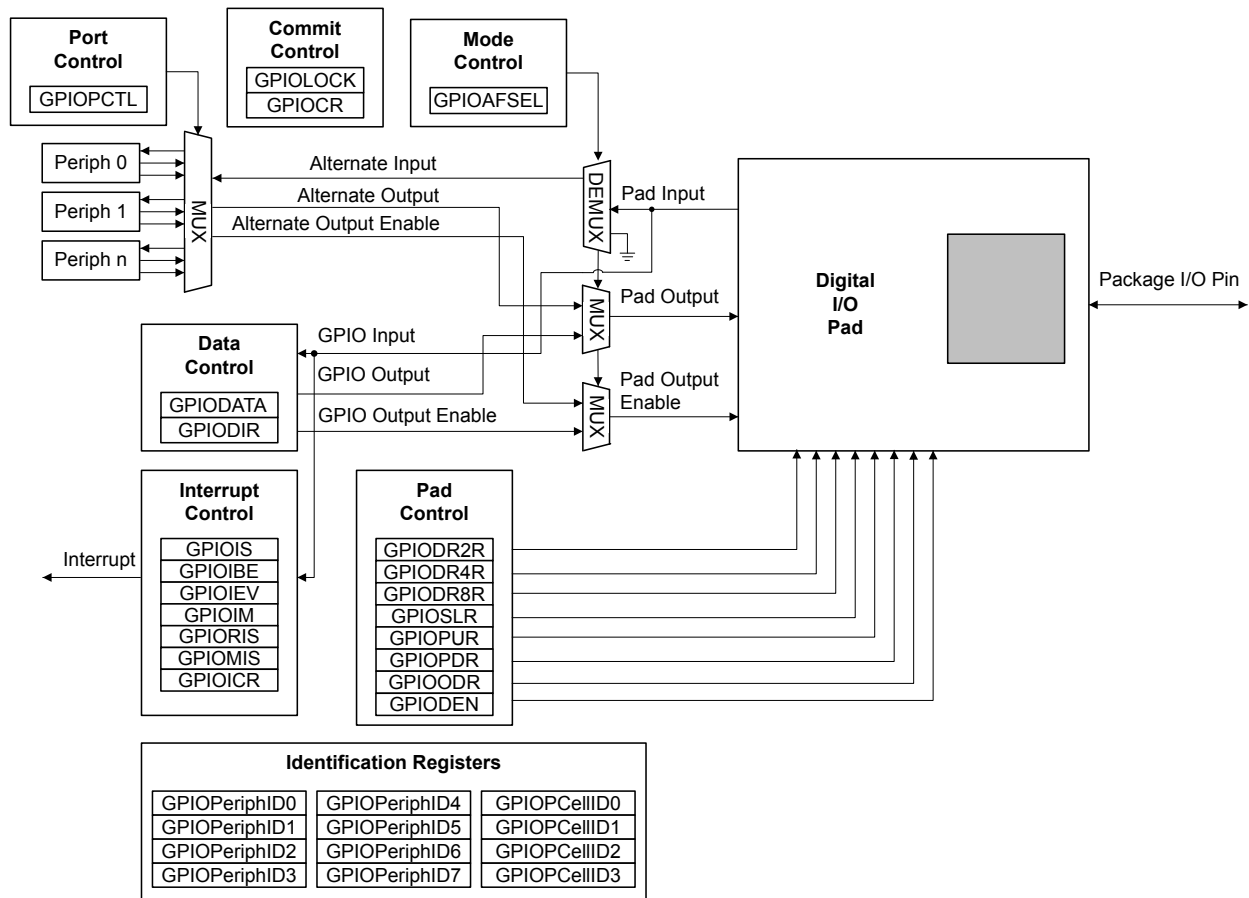 Port
Control
GPIOPCTL
Commit
Control
GPIOLOCK
GPIOCR
Mode
Control
GPIOAFSEL
Periph 0
Periph 1
Periph n
MUX
Alternate Input
Alternate Output
Alternate Output Enable
DEMUX
Pad Input
MUX
Pad Output
MUX
Pad Output
Enable
Digital
I/O
Pad
Package I/O Pin
Data
Control
GPIODATA
GPIODIR
GPIO Input
GPIO Output
GPIO Output Enable
Interrupt
Control
GPIOIS
GPIOIBE
GPIOIEV
GPIOIM
GPIORIS
GPIOMIS
GPIOICR
Interrupt
Pad
Control
GPIODR2R
GPIODR4R
GPIODR8R
GPIOSLR
GPIOPUR
GPIOPDR
GPIOODR
GPIODEN
Identification Registers
GPIOPeriphID0
GPIOPeriphID1
GPIOPeriphID2
GPIOPeriphID3
GPIOPeriphID4
GPIOPeriphID5
GPIOPeriphID6
GPIOPeriphID7
GPIOPCellID0
GPIOPCellID1
GPIOPCellID2
GPIOPCellID3